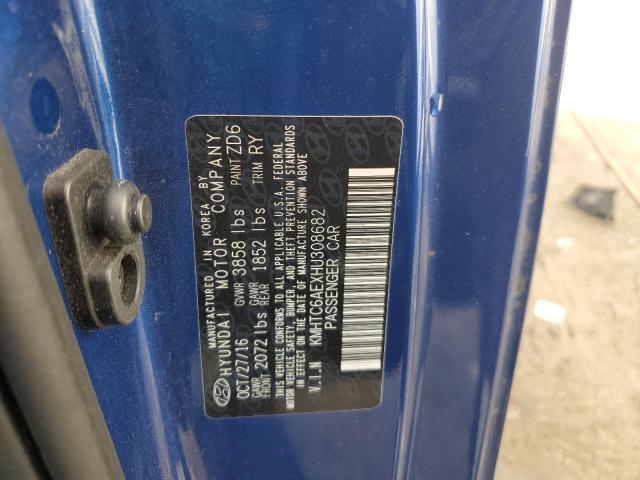 MANUFACTURED IN KOREA BY
HYUNDAI MOTOR COMPANY
OCT/27/16 GVWR 3858 lbs PAINT ZD6
GAWR FRONT 2072 lbs GAWR REAR 1852 lbs TRIM RY
THIS VEHICLE CONFORMS TO ALL APPLICABLE U.S.A. FEDERAL
MOTOR VEHICLE SAFETY, BUMPER, AND THEFT PREVENTION STANDARDS
IN EFFECT ON THE DATE OF MANUFACTURE SHOWN ABOVE
V.I.N KMHTC6AEXHU308682
PASSENGER CAR